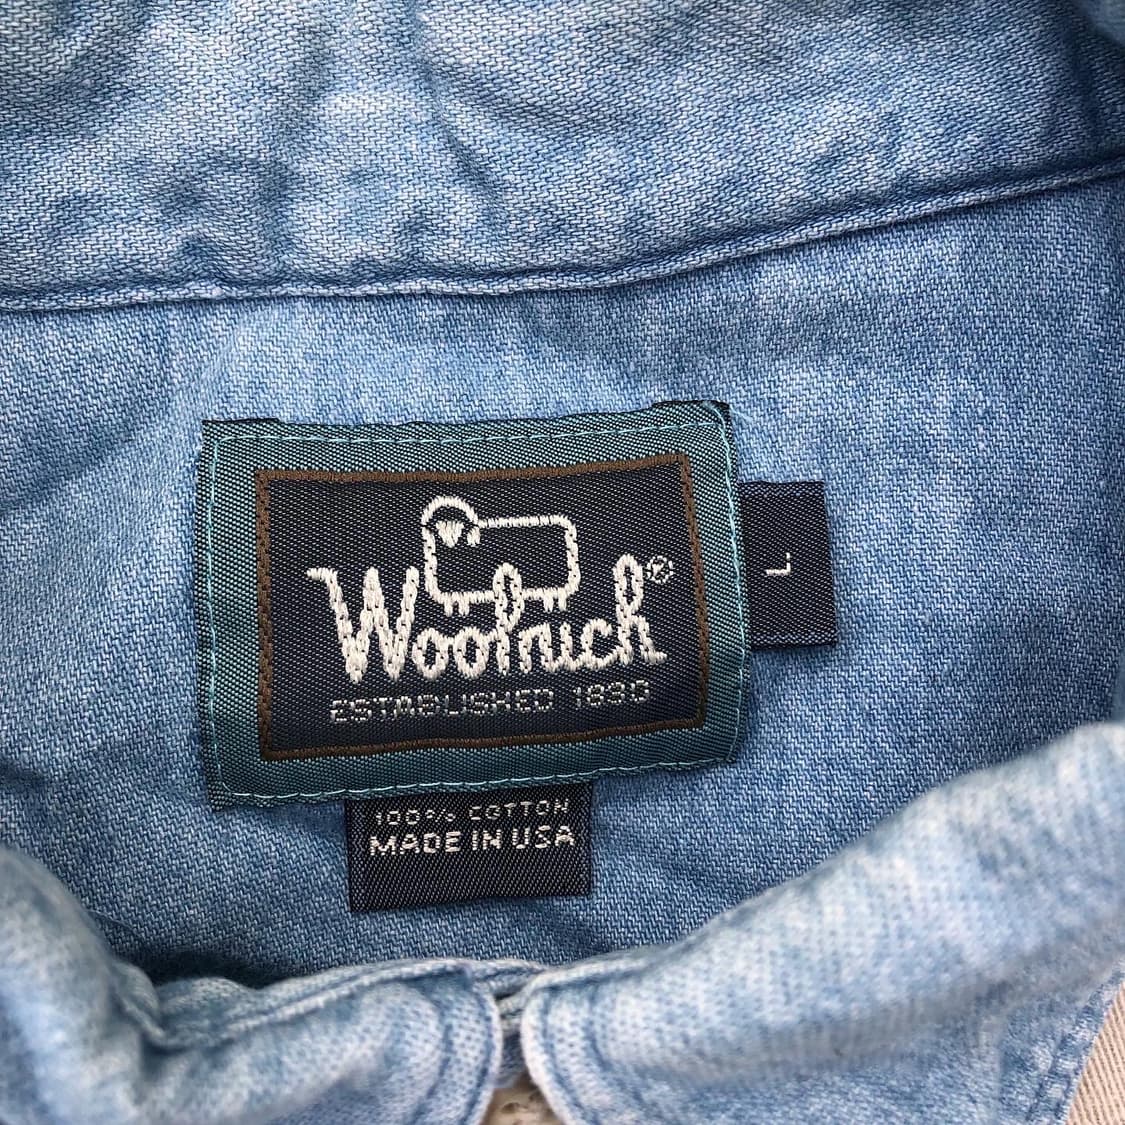 Woolrich®
ESTABLISHED 1830
L
100% COTTON
MADE IN USA